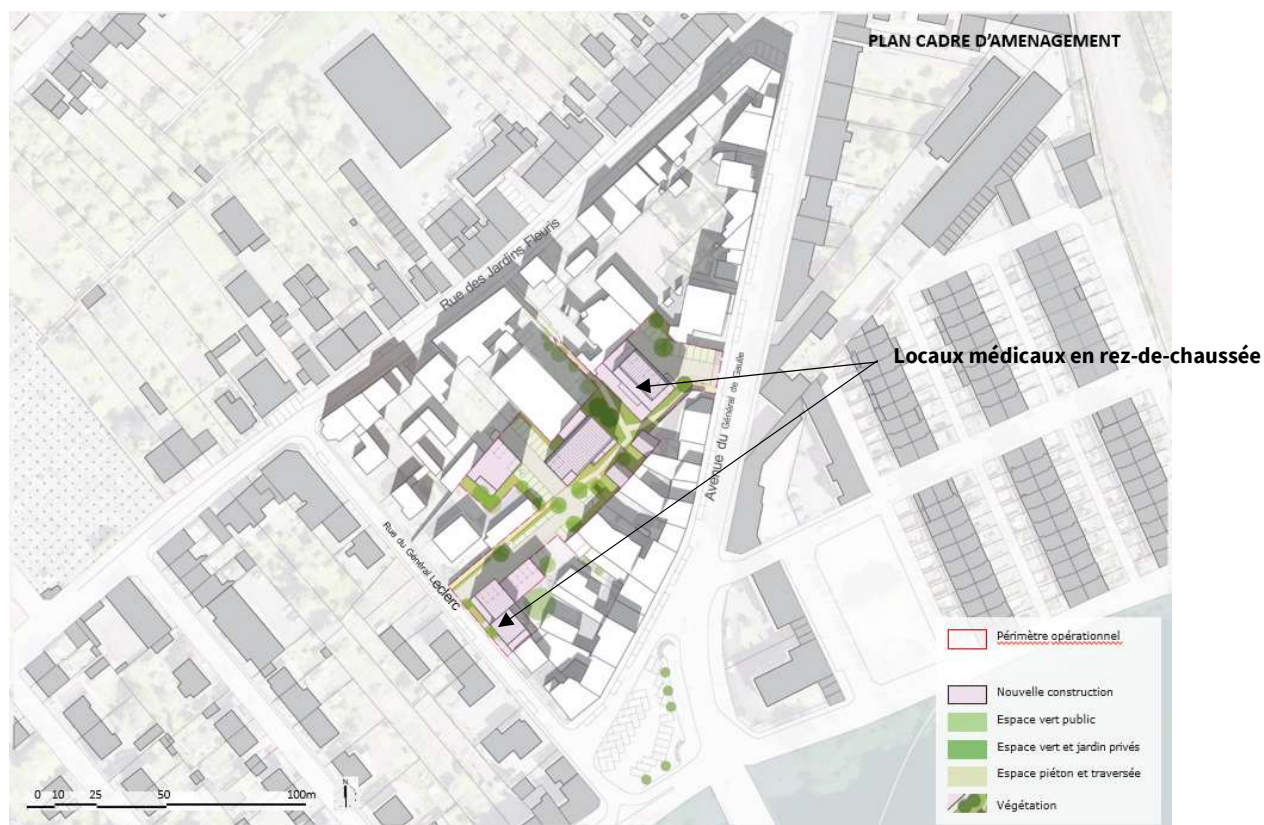 PLAN CADRE D'AMENAGEMENT
Rue des Jardins Fleuris
Locaux médicaux en rez-de-chaussée
Avenue du Général de Gaulle
Rue du Général Leclerc
Périmètre opérationnel
Nouvelle construction
Espace vert public
Espace vert et jardin privés
Espace piéton et traversée
Végétation
0 10 25 50 100m
N